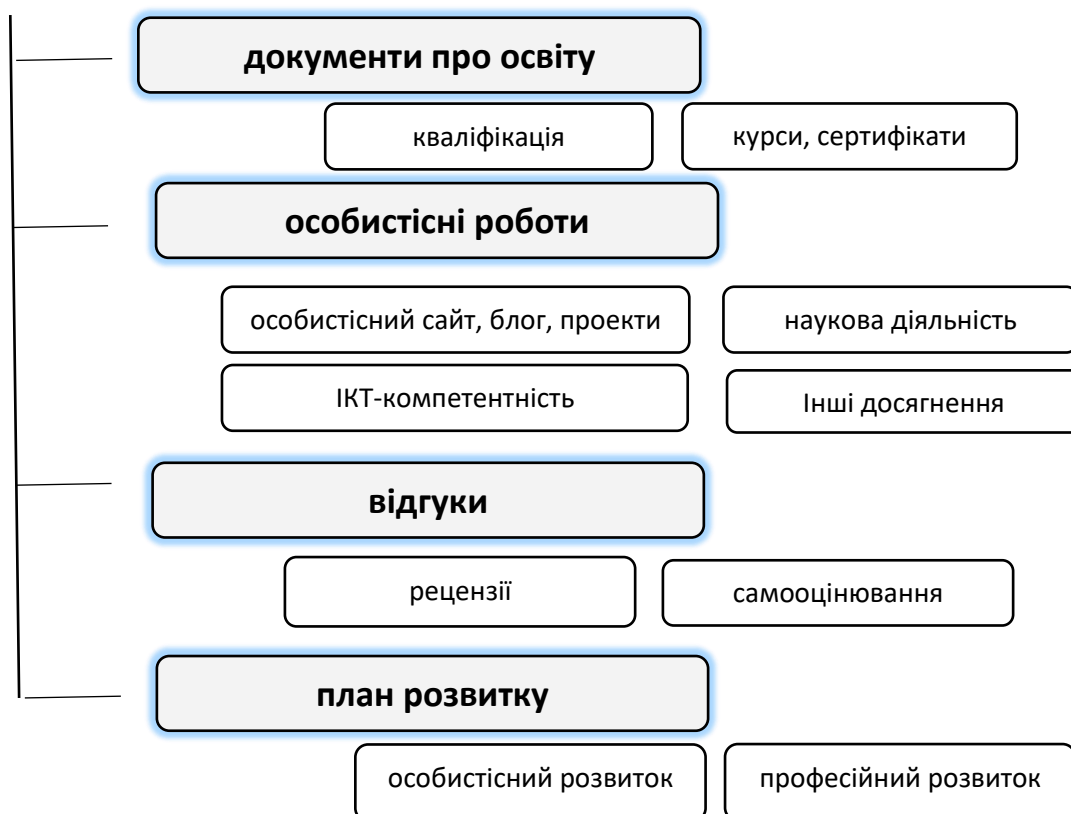 документи про освіту
кваліфікація
курси, сертифікати
особистісні роботи
особистісний сайт, блог, проекти
наукова діяльність
ІКТ-компетентність
Інші досягнення
відгуки
рецензії
самооцінювання
план розвитку
особистісний розвиток
професійний розвиток